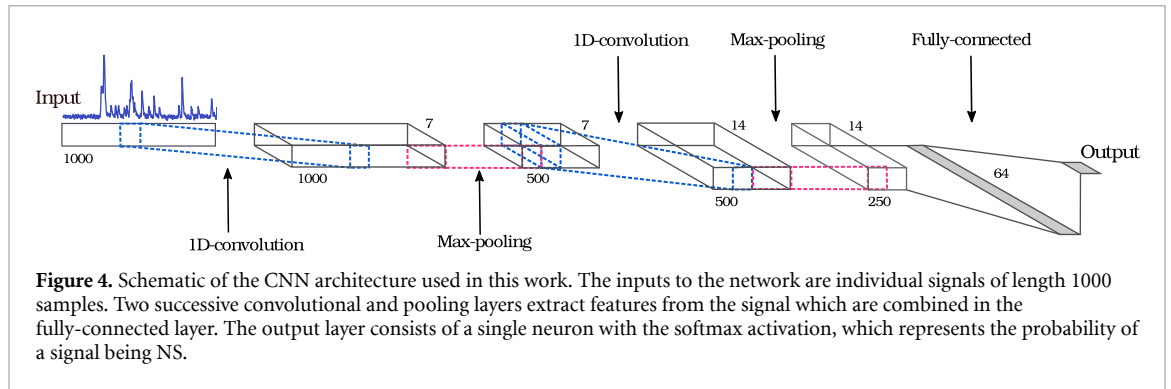 1D-convolution Max-pooling Fully-connected
Input
7
7
14
14
Output
1000
1000
500
500
250
64
1D-convolution
Max-pooling
Figure 4. Schematic of the CNN architecture used in this work. The inputs to the network are individual signals of length 1000
samples. Two successive convolutional and pooling layers extract features from the signal which are combined in the
fully-connected layer. The output layer consists of a single neuron with the softmax activation, which represents the probability of
a signal being NS.